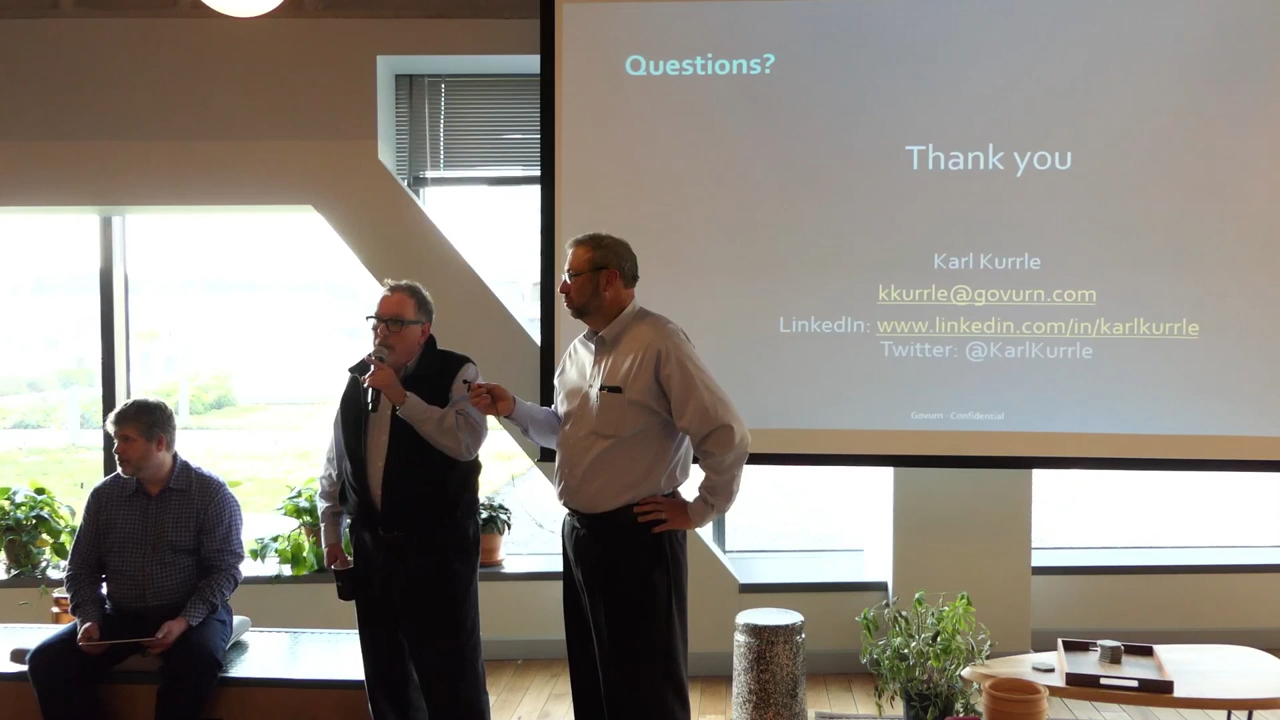 Questions?
Thank you
Karl Kurrle
kkurrle@govurn.com
LinkedIn: www.linkedin.com/in/karlkurrle
Twitter: @KarlKurrle
Govurn - Confidential